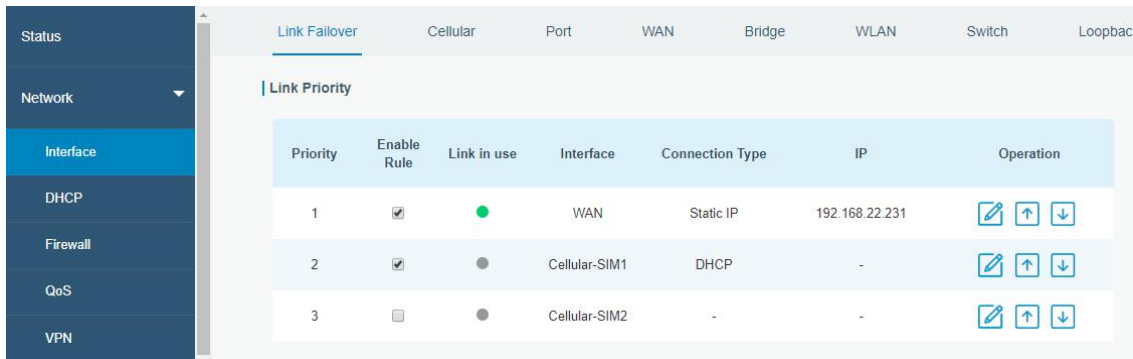 Status
Network
Interface
DHCP
Firewall
QoS
VPN
Link Failover Cellular Port WAN Bridge WLAN Switch Loopbac
Link Priority
Priority Enable Rule Link in use Interface Connection Type IP Operation
1 WAN Static IP 192.168.22.231
2 Cellular-SIM1 DHCP -
3 Cellular-SIM2 - -